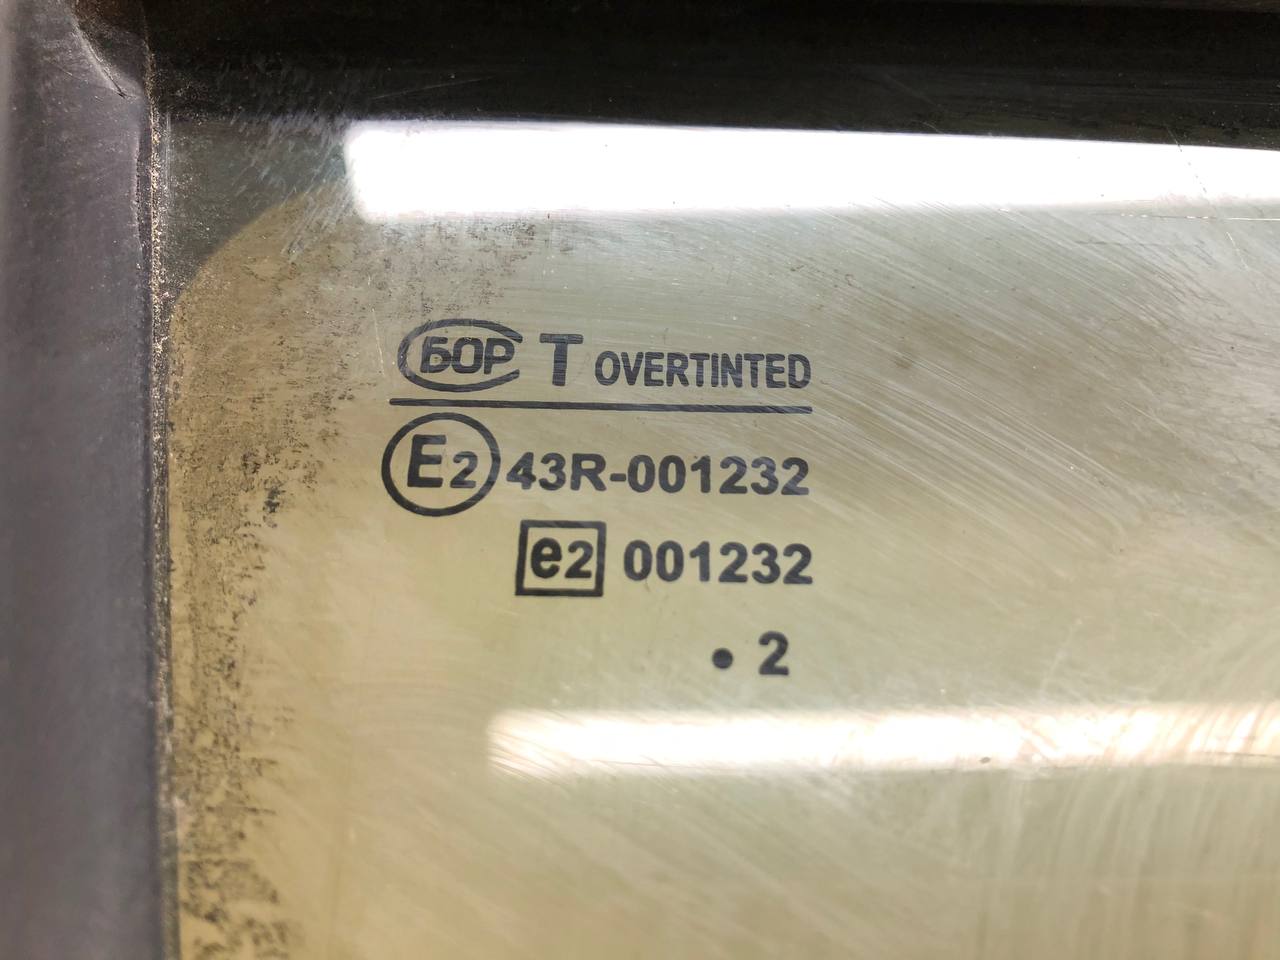 БОР T OVERTINTED
E2 43R-001232
e2 001232
. 2